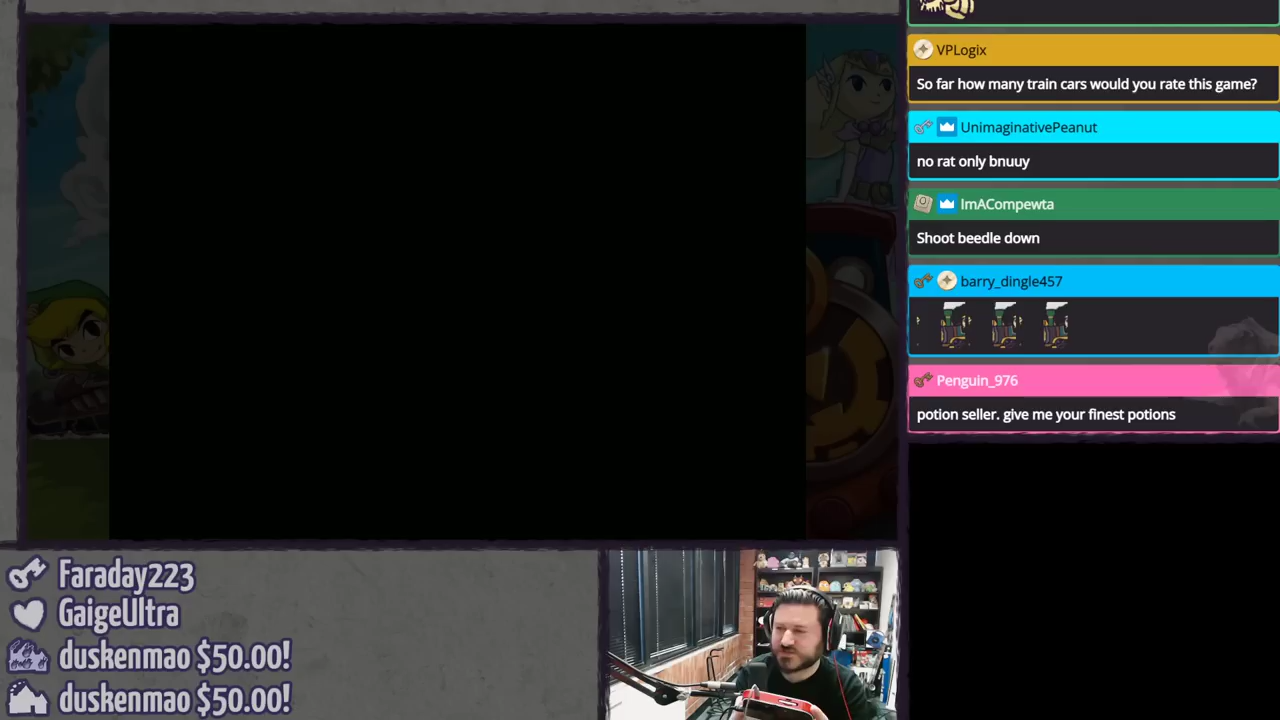 VPLogix
So far how many train cars would you rate this game?
UnimaginativePeanut
no rat only bnuuy
ImACompewta
Shoot beedle down
barry_dingle457
Penguin_976
potion seller. give me your finest potions
Faraday223
GaigeUltra
duskenmao $50.00!
duskenmao $50.00!